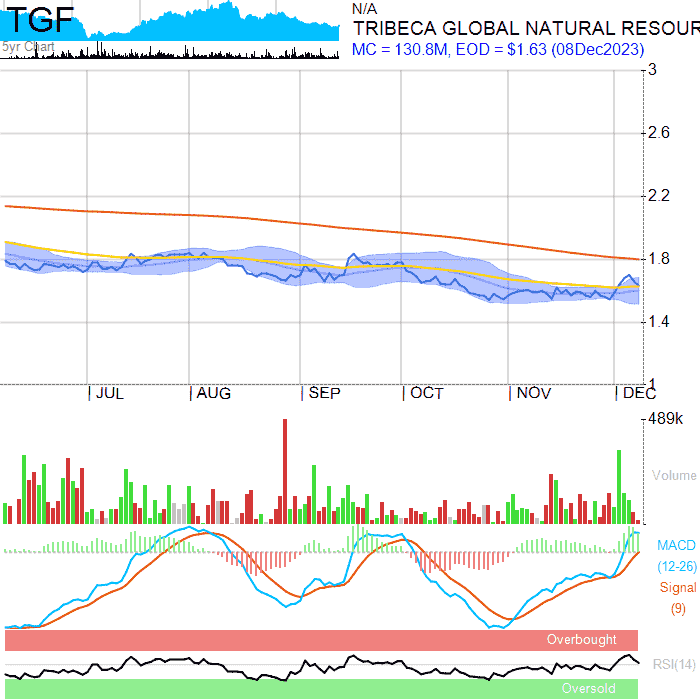 TGF
5yr Chart
N/A
TRIBECA GLOBAL NATURAL RESOUR
MC = 130.8M, EOD = $1.63 (08Dec2023)
3
2.6
2.2
1.8
1.4
1
JUL AUG SEP OCT NOV DEC
489k
Volume
MACD
(12-26)
Signal
(9)
Overbought
RSI(14)
Oversold